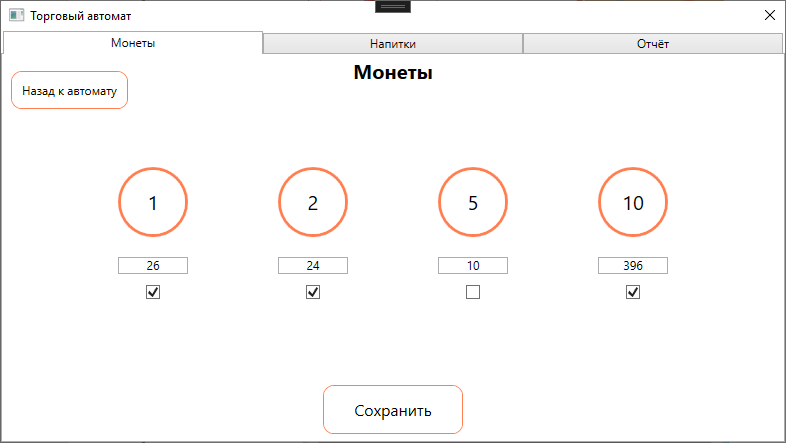 Торговый автомат
Монеты Напитки Отчёт
Монеты
Назад к автомату
1 2 5 10
26 24 10 396
Сохранить